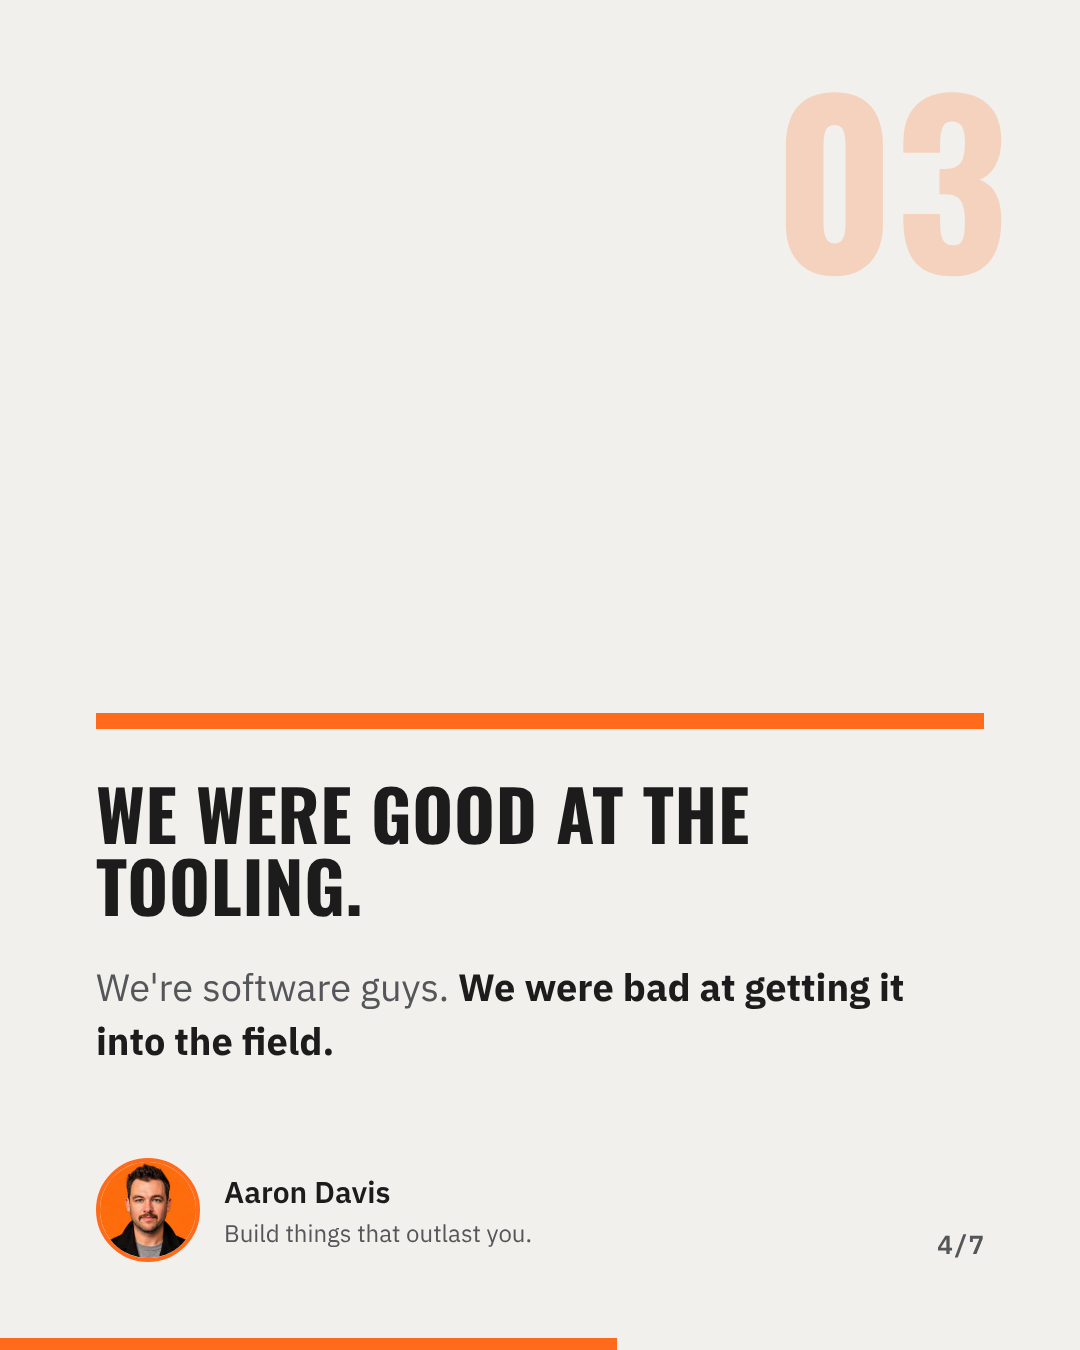 03
WE WERE GOOD AT THE
TOOLING.
We're software guys. We were bad at getting it
into the field.
Aaron Davis
Build things that outlast you.
4/7